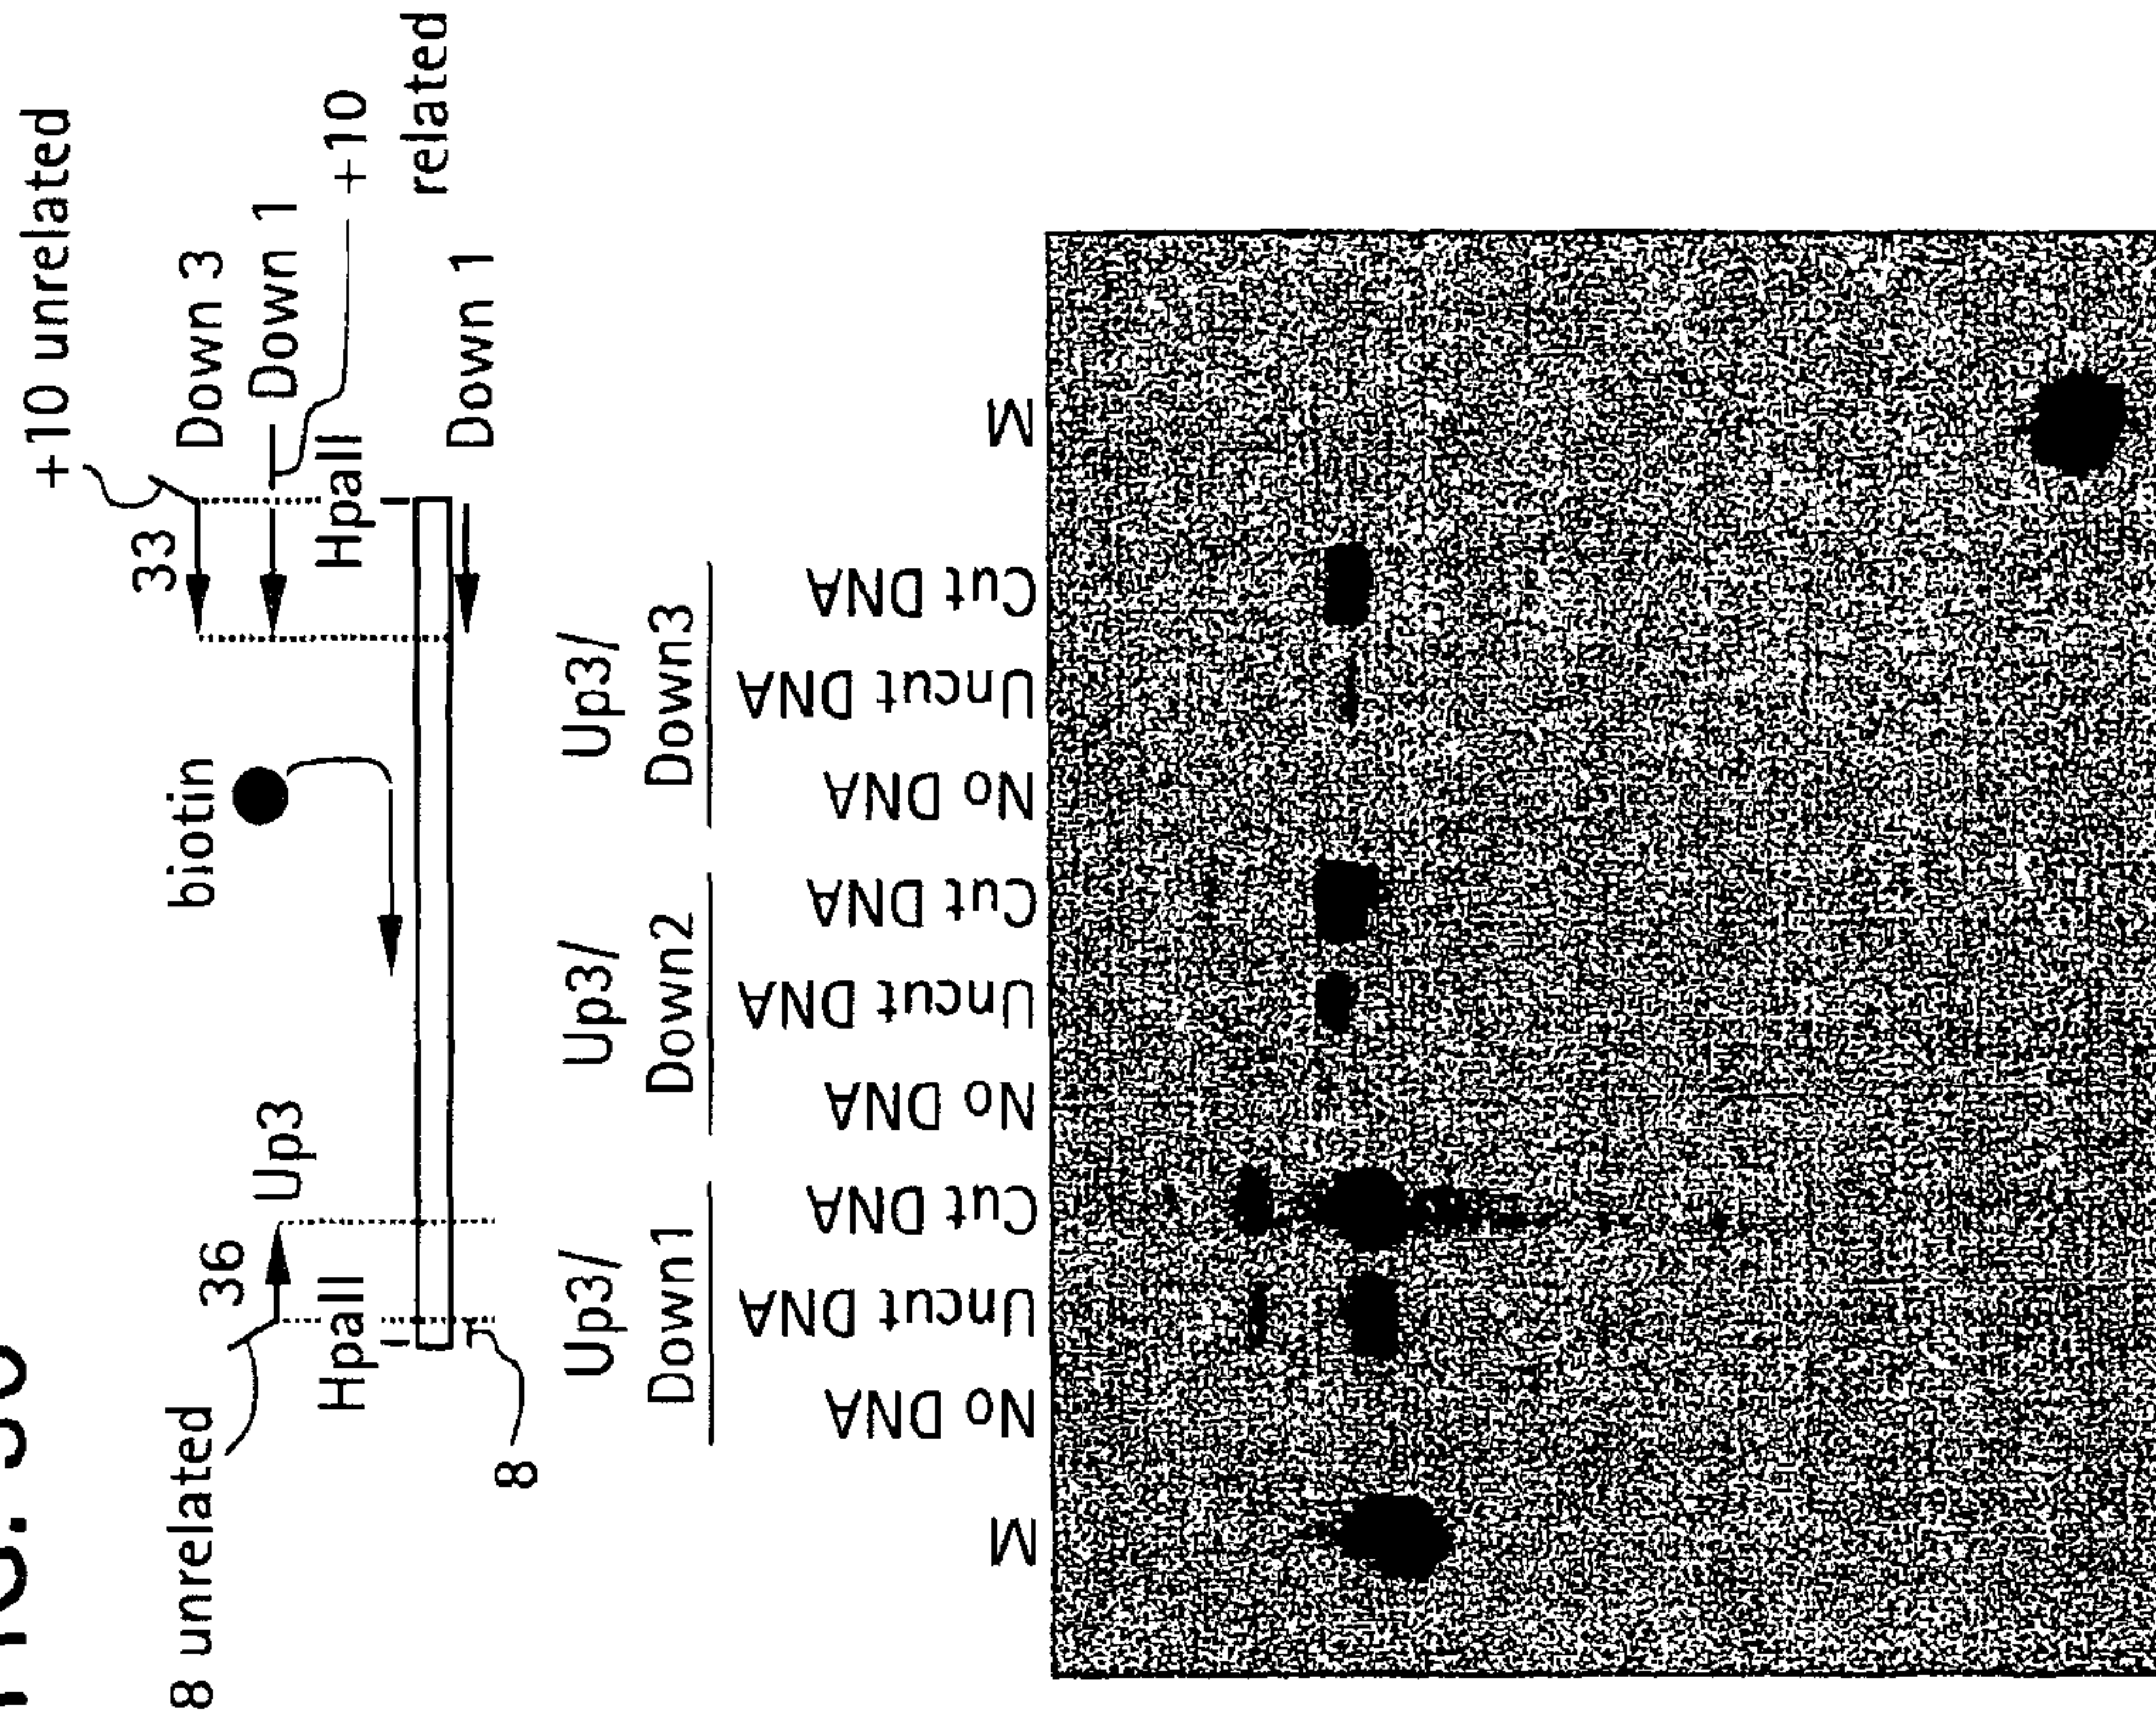 +10 unrelated
8 unrelated
36
Up3
biotin
33
Down 3
Down 1
+10
related
HpaII
HpaII
Down 1
8
Up3/
Down1
Up3/
Down2
Up3/
Down3
M
No DNA
Uncut DNA
Cut DNA
No DNA
Uncut DNA
Cut DNA
No DNA
Uncut DNA
Cut DNA
M